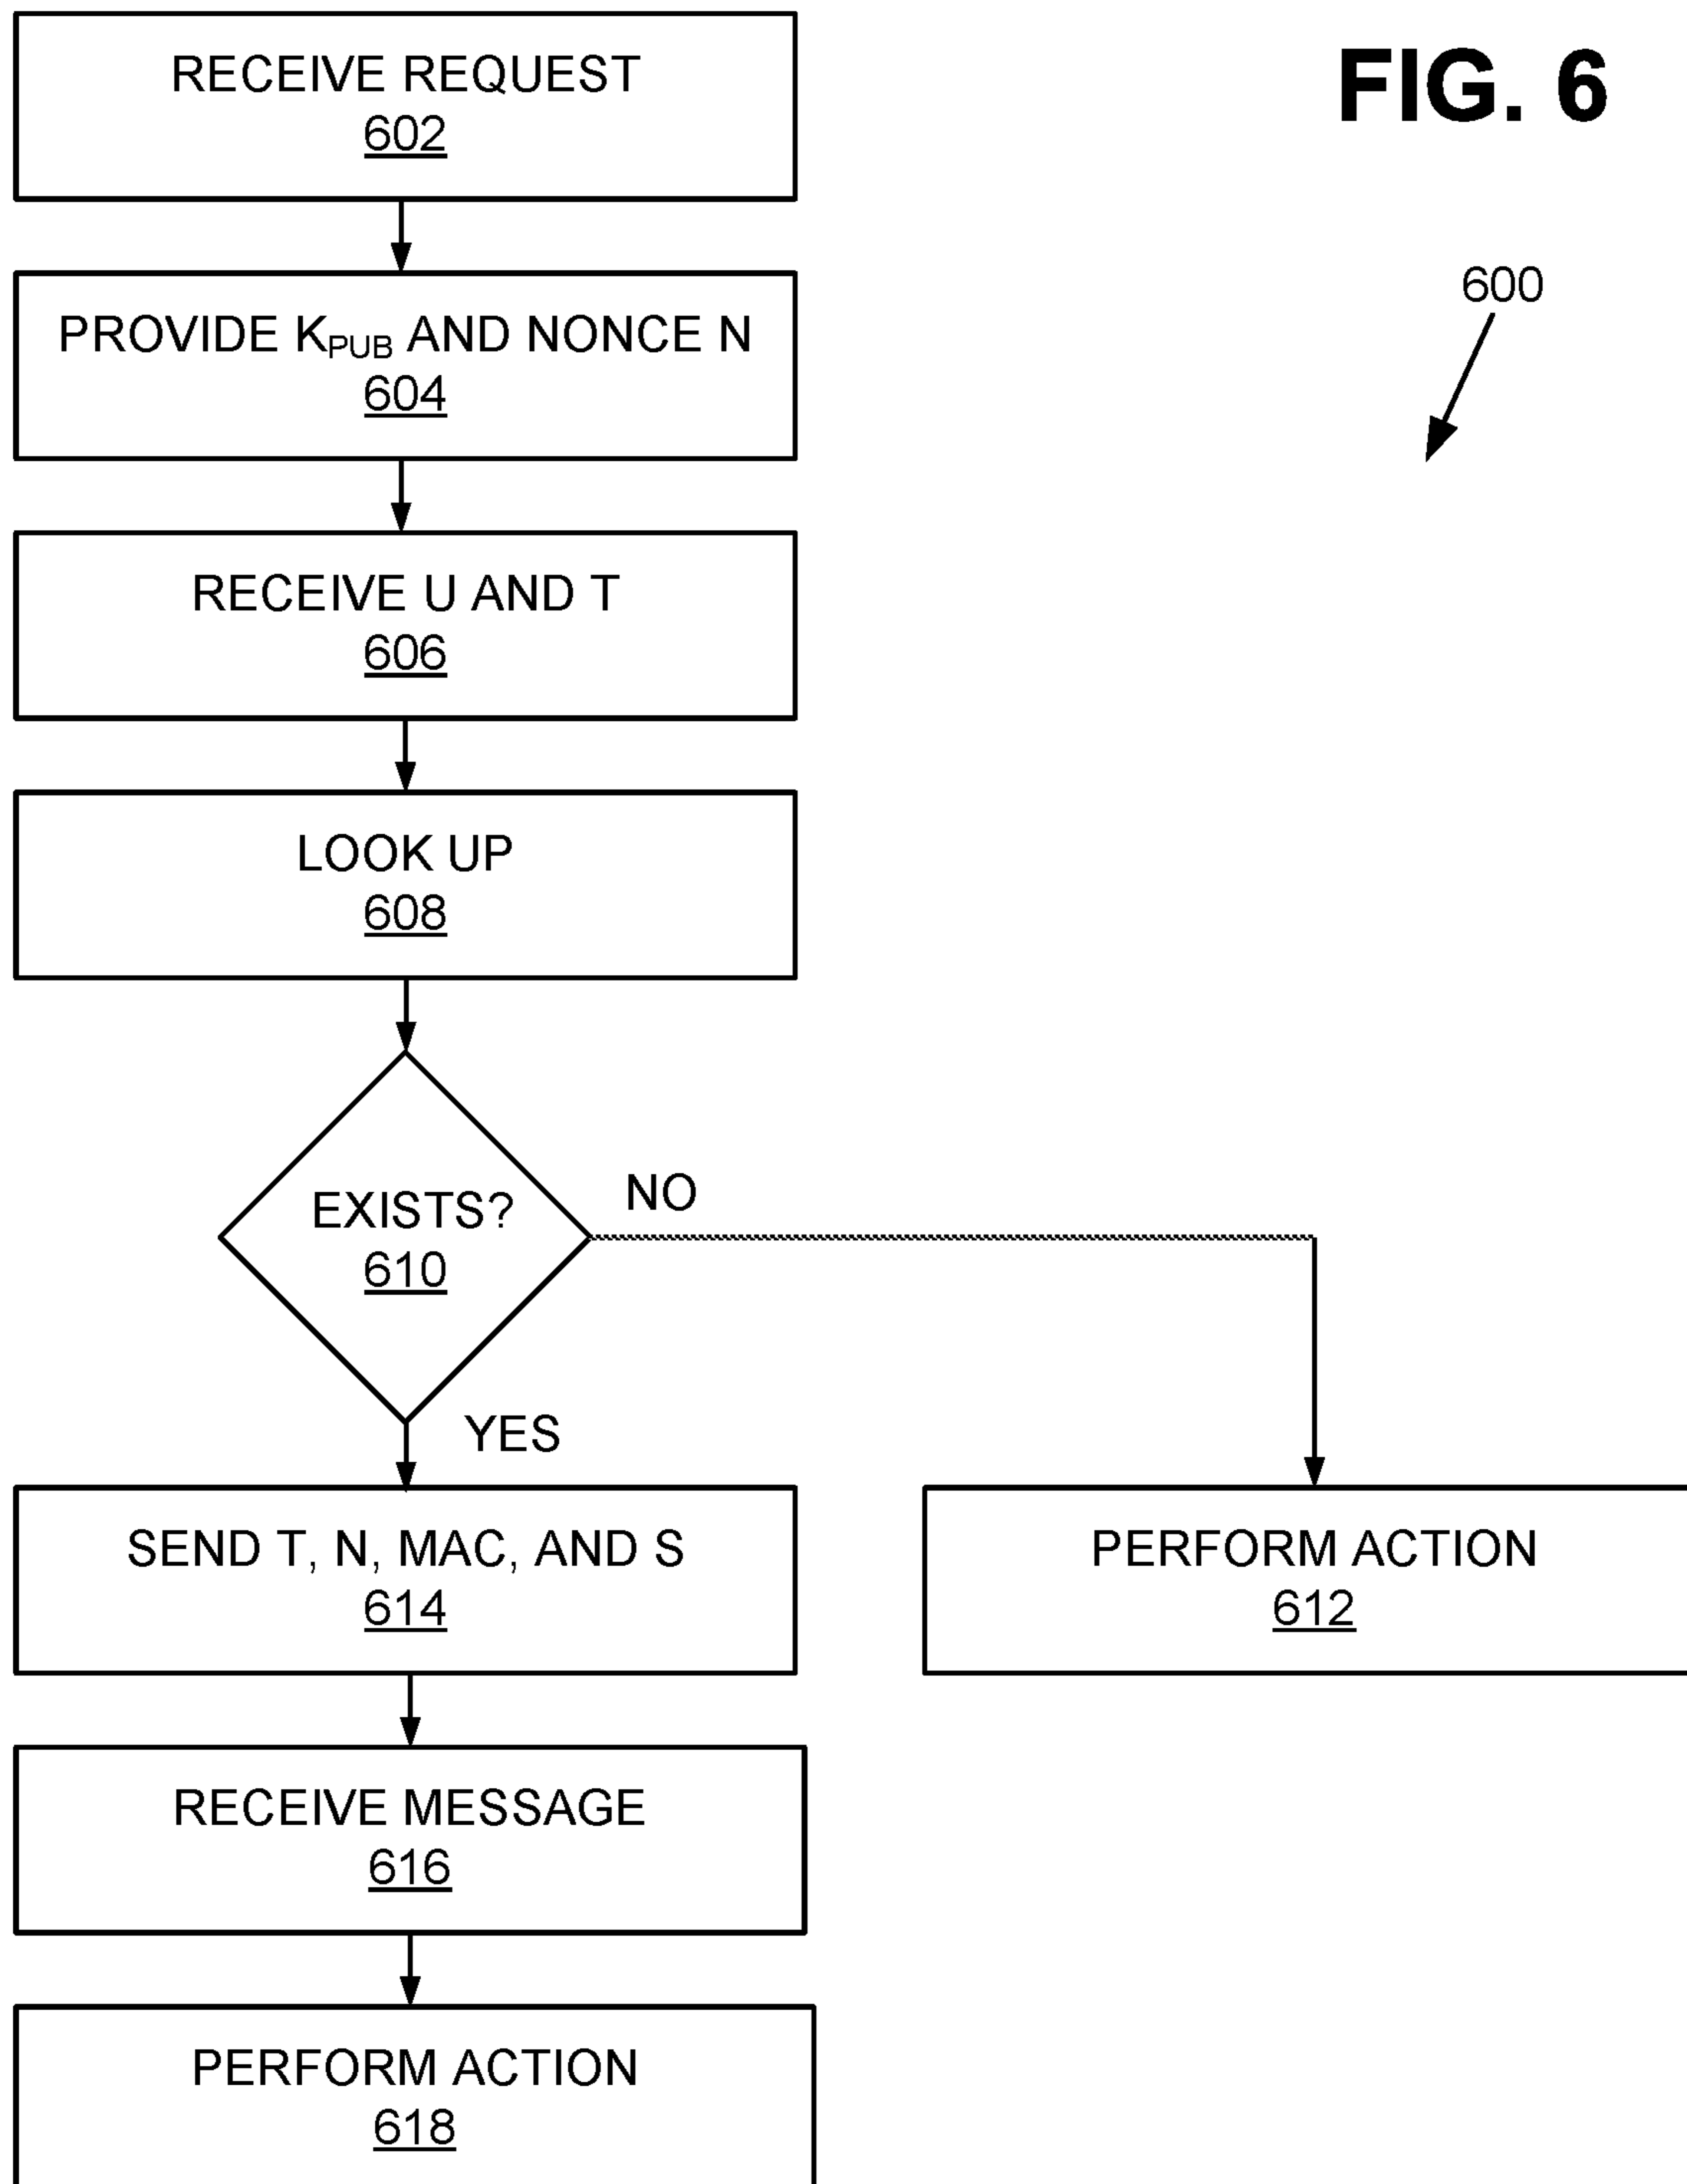 FIG. 6
600
RECEIVE REQUEST
602
PROVIDE KPUB AND NONCE N
604
RECEIVE U AND T
606
LOOK UP
608
EXISTS?
610
NO
YES
SEND T, N, MAC, AND S
614
PERFORM ACTION
612
RECEIVE MESSAGE
616
PERFORM ACTION
618